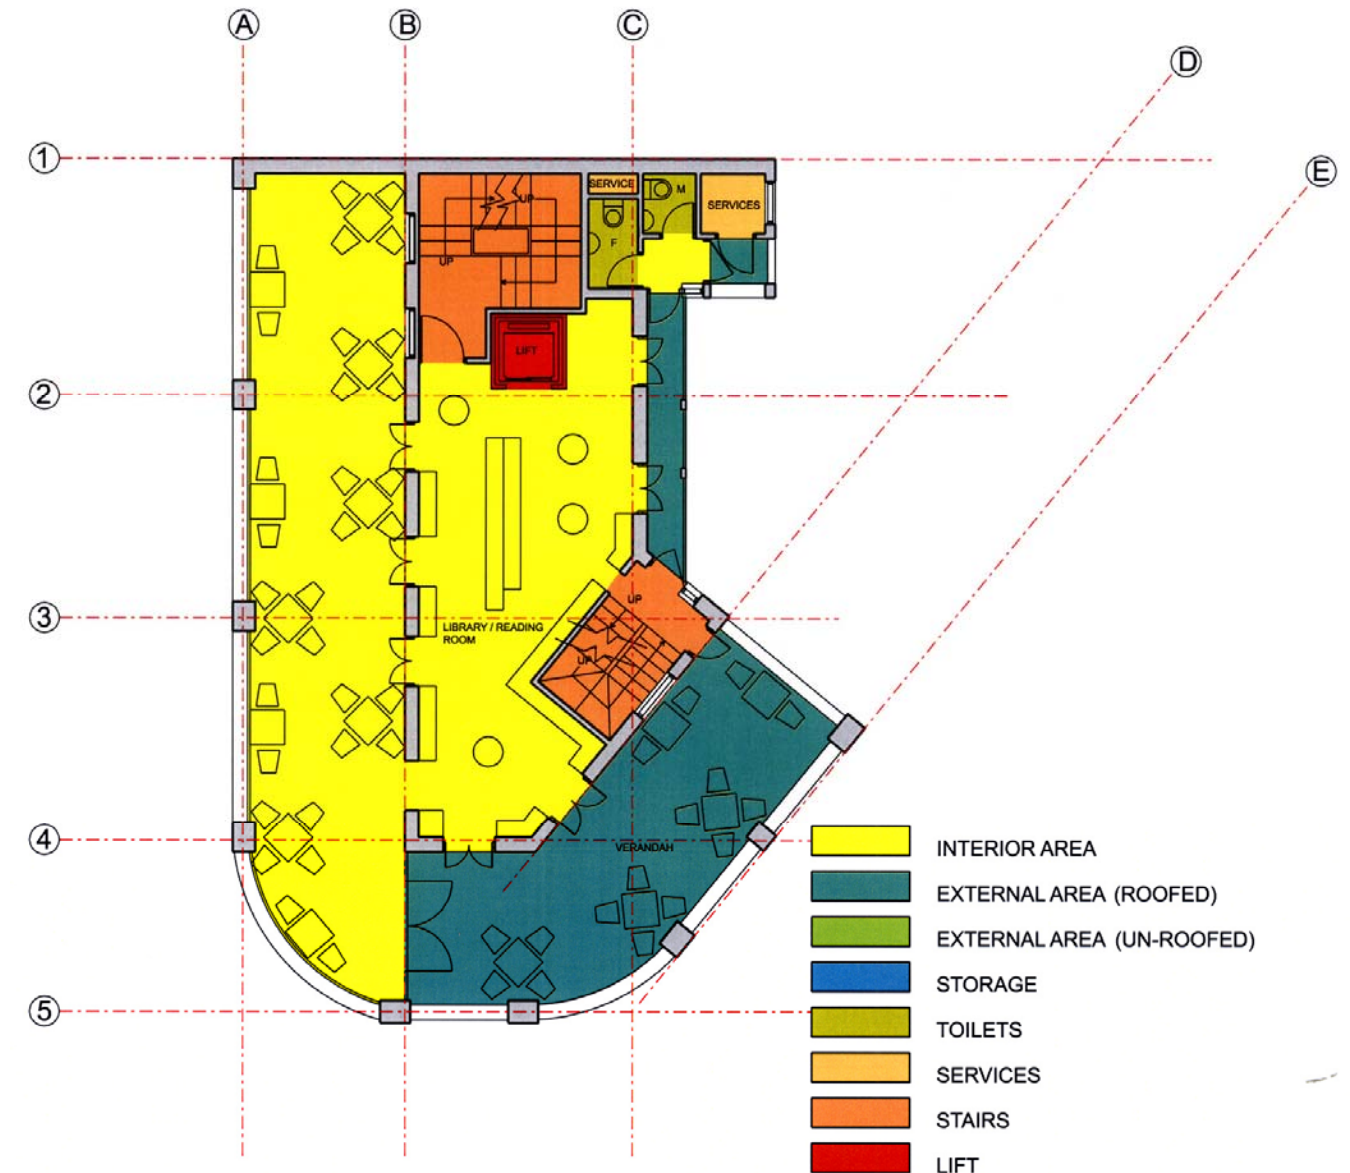 A
B
C
D
E
1
2
3
4
5
SERVICE
M
SERVICES
UP
F
UP
LIFT
UP
LIBRARY / READING
ROOM
UP
VERANDAH
INTERIOR AREA
EXTERNAL AREA (ROOFED)
EXTERNAL AREA (UN-ROOFED)
STORAGE
TOILETS
SERVICES
STAIRS
LIFT